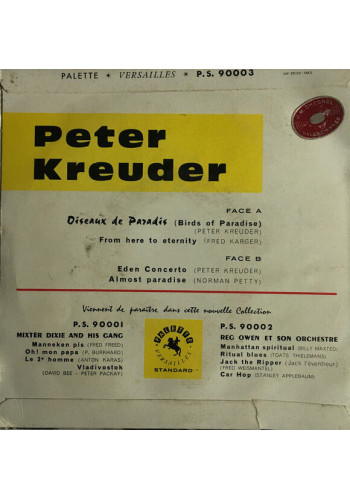 PALETTE ★ VERSAILLES ★ P.S. 90003
Peter
Kreuder
FACE A
Oiseaux de Paradis (Birds of Paradise)
(PETER KREUDER)
From here to eternity (FRED KARGER)
FACE B
Eden Concerto (PETER KREUDER)
Almost paradise (NORMAN PETTY)
Viennent de paraître dans cette nouvelle Collection
P.S. 90001
MIXTER DIXIE AND HIS GANG
Manneken pis (FRED FREED)
Oh! mon papa (P. BURKHARD)
Le 3e homme (ANTON KARAS)
Vladivostok
(DAVID BEE - PETER PACKAY)
VERSAILLES
STANDARD
P.S. 90002
REG OWEN ET SON ORCHESTRE
Manhattan spiritual (BILLY MAXTED)
Ritual blues (TOATS THIELEMANS)
Jack the Ripper (Jack l'éventreur)
(FRED WEISMANTEL)
Car Hop (STANLEY APPLEBAUM)